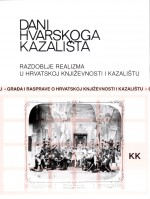 DANI
HVARSKOGA
KAZALIŠTA
RAZDOBLJE REALIZMA
U HRVATSKOJ KNJIŽEVNOSTI I KAZALIŠTU
U - GRAĐA I RASPRAVE O HRVATSKOJ KNJIŽEVNOSTI I KAZALIŠTU -
KK